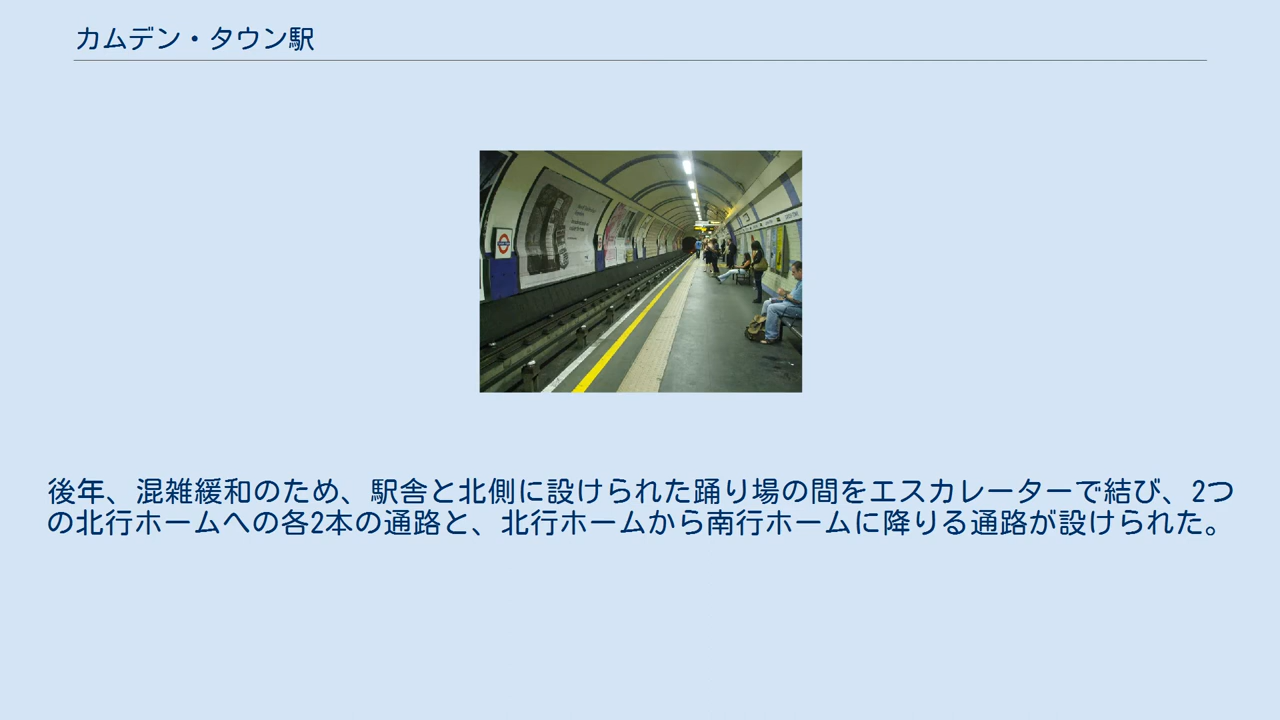 カムデン・タウン駅
後年、混雑緩和のため、駅舎と北側に設けられた踊り場の間をエスカレーターで結び、2つ
の北行ホームへの各2本の通路と、北行ホームから南行ホームに降りる通路が設けられた。